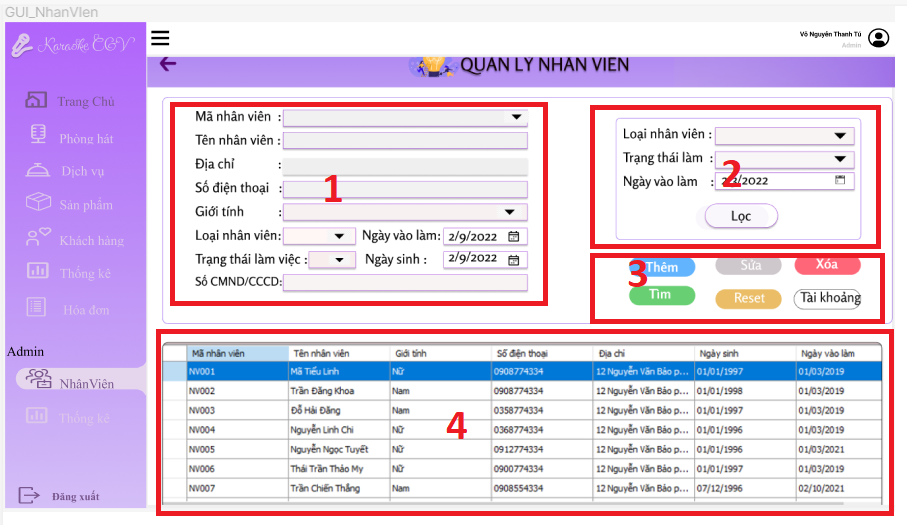 GUI_NhanVIen
Karaoke EGV
Võ Nguyên Thanh Tú
Admin
QUẢN LÝ NHÂN VIÊN
Trang Chủ
Phòng hát
Dịch vụ
Sản phẩm
Khách hàng
Thống kê
Hóa đơn
Admin
NhânViên
Thống kê
Đăng xuất
Mã nhân viên :
Tên nhân viên :
Địa chỉ :
Số điện thoại :
1
Giới tính :
Loại nhân viên: Ngày vào làm: 2/9/2022
Trạng thái làm việc : Ngày sinh : 2/9/2022
Số CMND/CCCD:
Loại nhân viên :
Trạng thái làm :
Ngày vào làm : 2/3/2022
2
Lọc
3
Thêm Sửa Xóa
Tìm Reset Tài khoảng
Mã nhân viên Tên nhân viên Giới tính Số điện thoại Địa chỉ Ngày sinh Ngày vào làm
NV001 Mã Tiểu Linh Nữ 0908774334 12 Nguyễn Văn Bảo p... 01/01/1997 01/03/2019
NV002 Trần Đăng Khoa Nam 0908774334 12 Nguyễn Văn Bảo p... 01/01/1998 01/03/2019
NV003 Đỗ Hải Đăng Nam 0358774334 12 Nguyễn Văn Bảo p... 01/01/1997 01/03/2019
NV004 Nguyễn Linh Chi Nữ 0368774334 12 Nguyễn Văn Bảo p... 01/01/1996 01/03/2019
4
NV005 Nguyễn Ngọc Tuyết Nữ 0912774334 12 Nguyễn Văn Bảo p... 01/01/1996 01/03/2021
NV006 Thái Trần Thảo My Nữ 0900774334 12 Nguyễn Văn Bảo p... 01/01/1997 01/03/2019
NV007 Trần Chiến Thắng Nam 0908554334 12 Nguyễn Văn Bảo p... 07/12/1996 02/10/2021